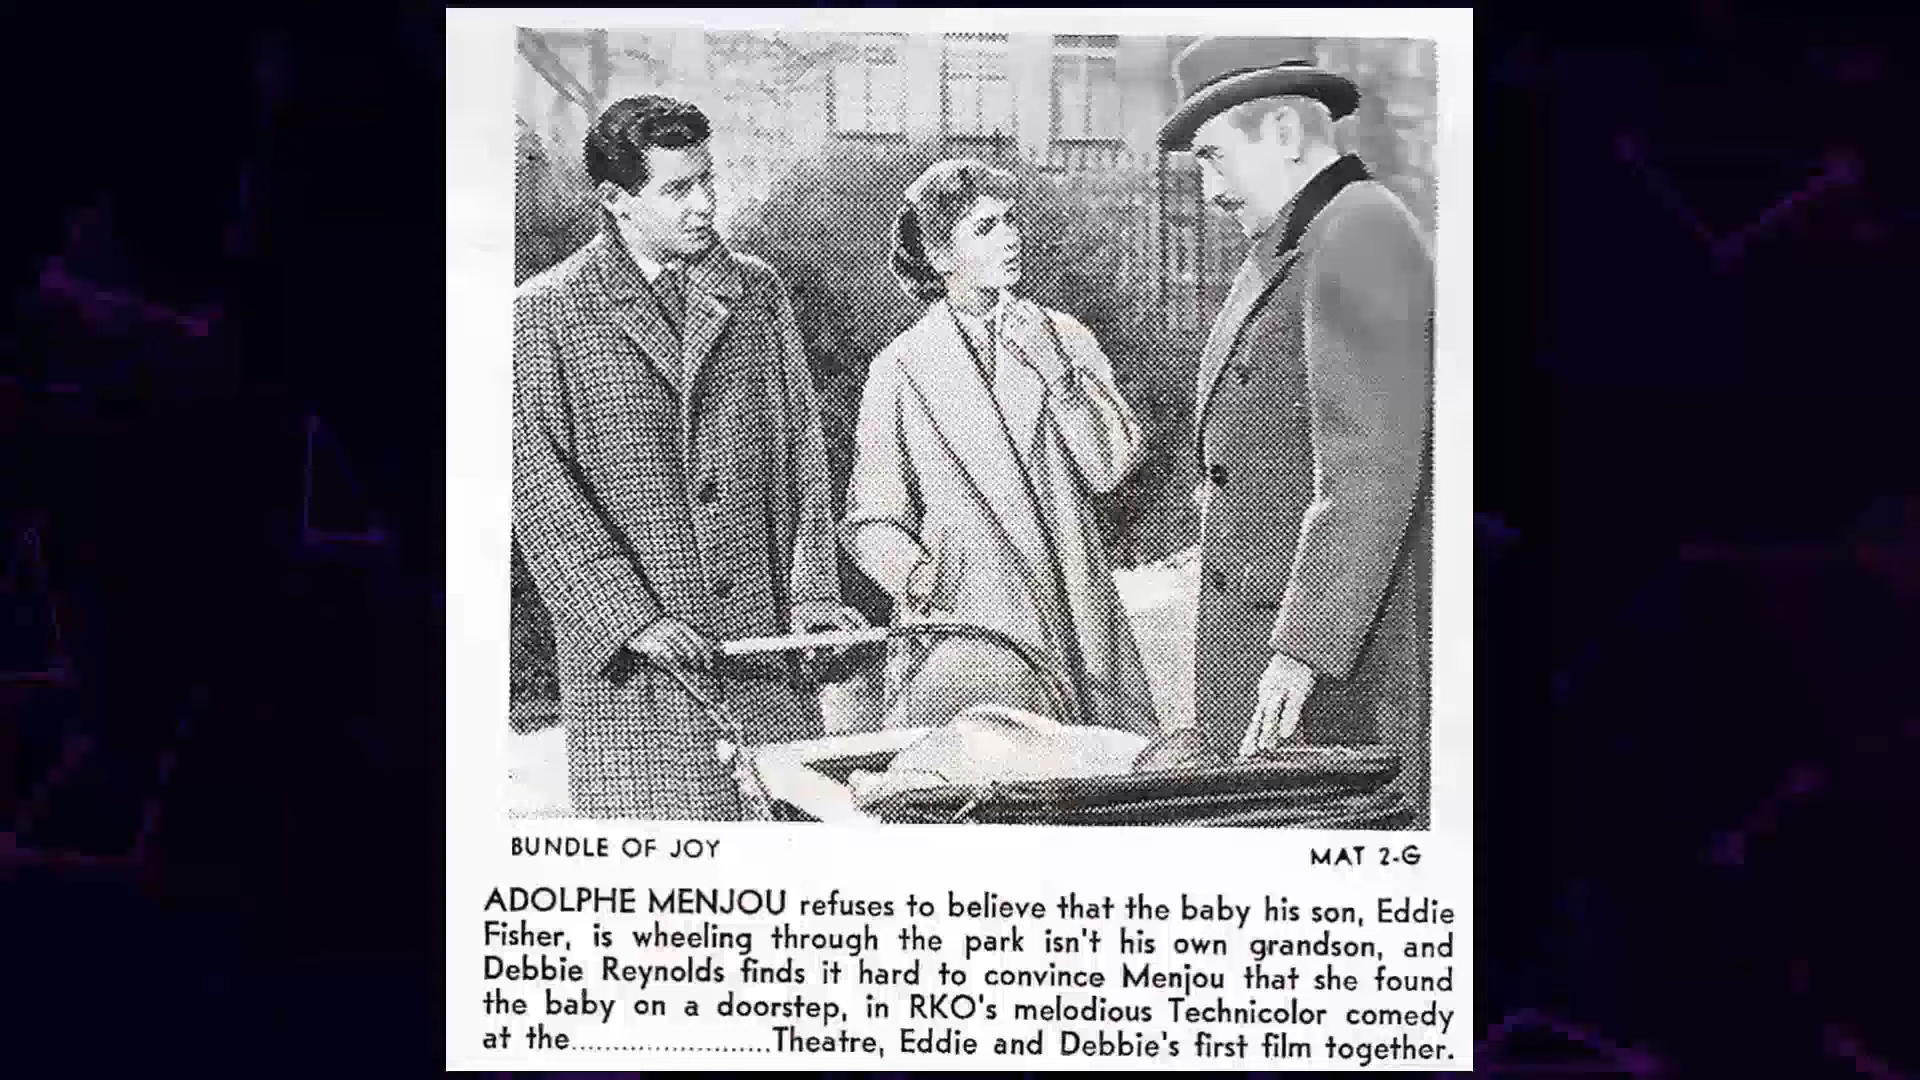 BUNDLE OF JOY
MAT 2-G
ADOLPHE MENJOU refuses to believe that the baby his son, Eddie
Fisher, is wheeling through the park isn't his own grandson, and
Debbie Reynolds finds it hard to convince Menjou that she found
the baby on a doorstep, in RKO's melodious Technicolor comedy
at the........................Theatre, Eddie and Debbie's first film together.